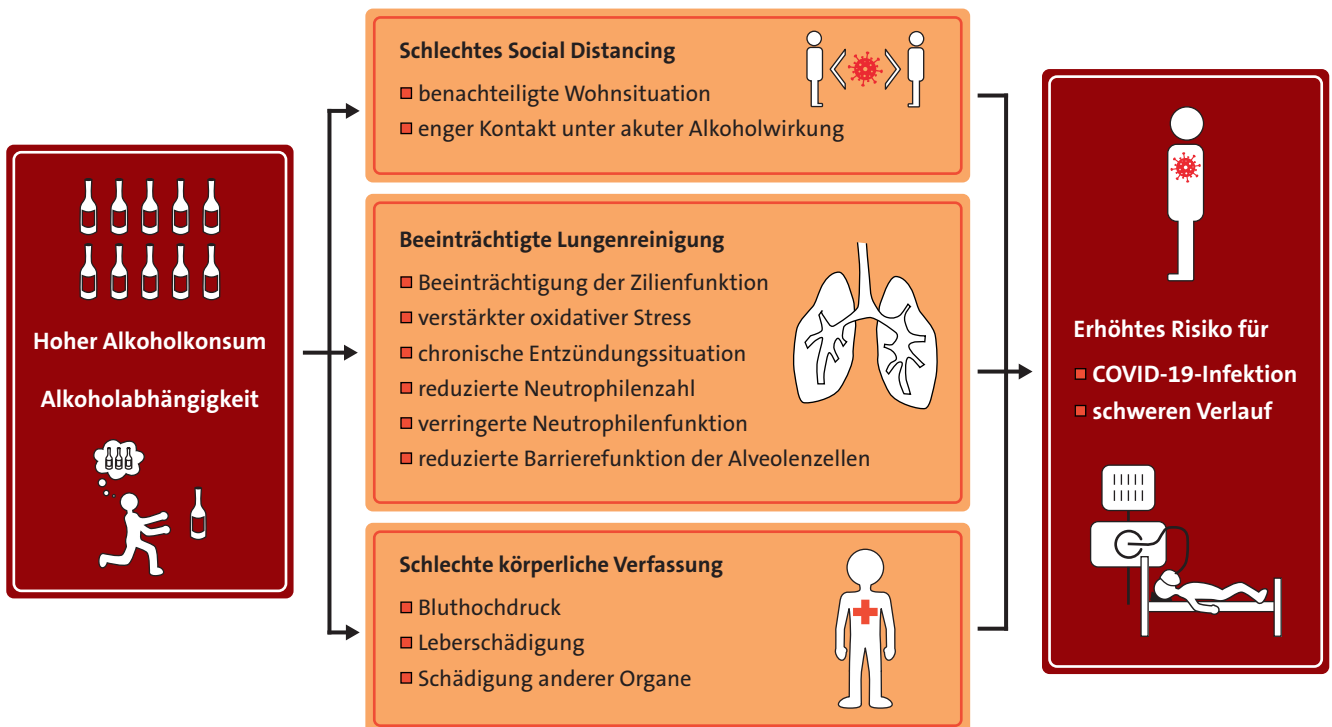 Hoher Alkoholkonsum
Alkoholabhängigkeit
Schlechtes Social Distancing
benachteiligte Wohnsituation
enger Kontakt unter akuter Alkoholwirkung
Beeinträchtigte Lungenreinigung
Beeinträchtigung der Zilienfunktion
verstärkter oxidativer Stress
chronische Entzündungssituation
reduzierte Neutrophilenzahl
verringerte Neutrophilenfunktion
reduzierte Barrierefunktion der Alveolenzellen
Schlechte körperliche Verfassung
Bluthochdruck
Leberschädigung
Schädigung anderer Organe
Erhöhtes Risiko für
COVID-19-Infektion
schweren Verlauf